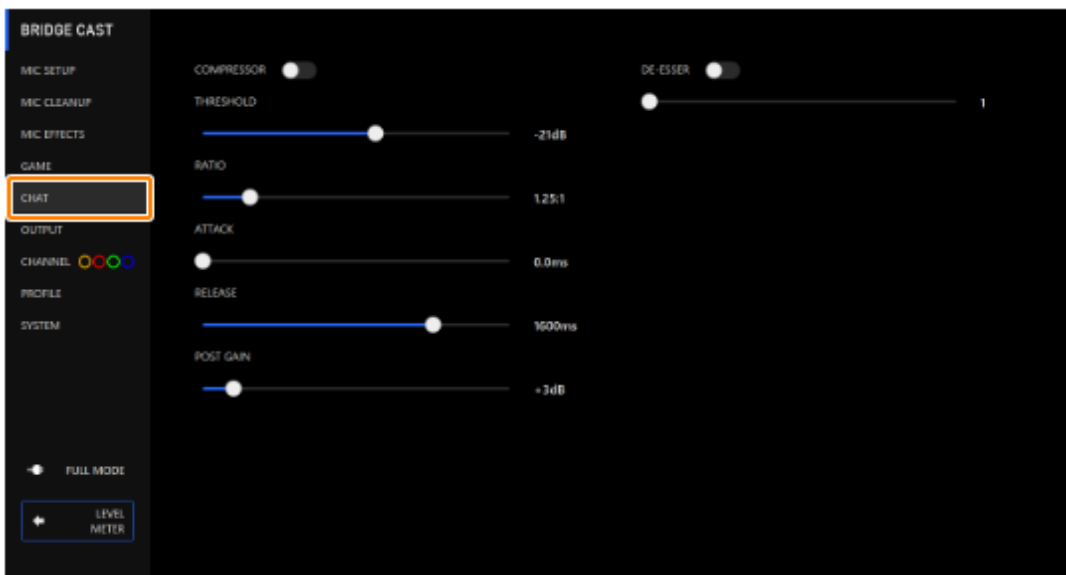 BRIDGE CAST
MIC SETUP
MIC CLEANUP
MIC EFFECTS
GAME
CHAT
OUTPUT
CHANNEL
PROFILE
SYSTEM
FULL MODE
LEVEL
METER
COMPRESSOR
THRESHOLD
-21dB
RATIO
1.25:1
ATTACK
0.0ms
RELEASE
1600ms
POST GAIN
+3dB
DE-ESSER
1